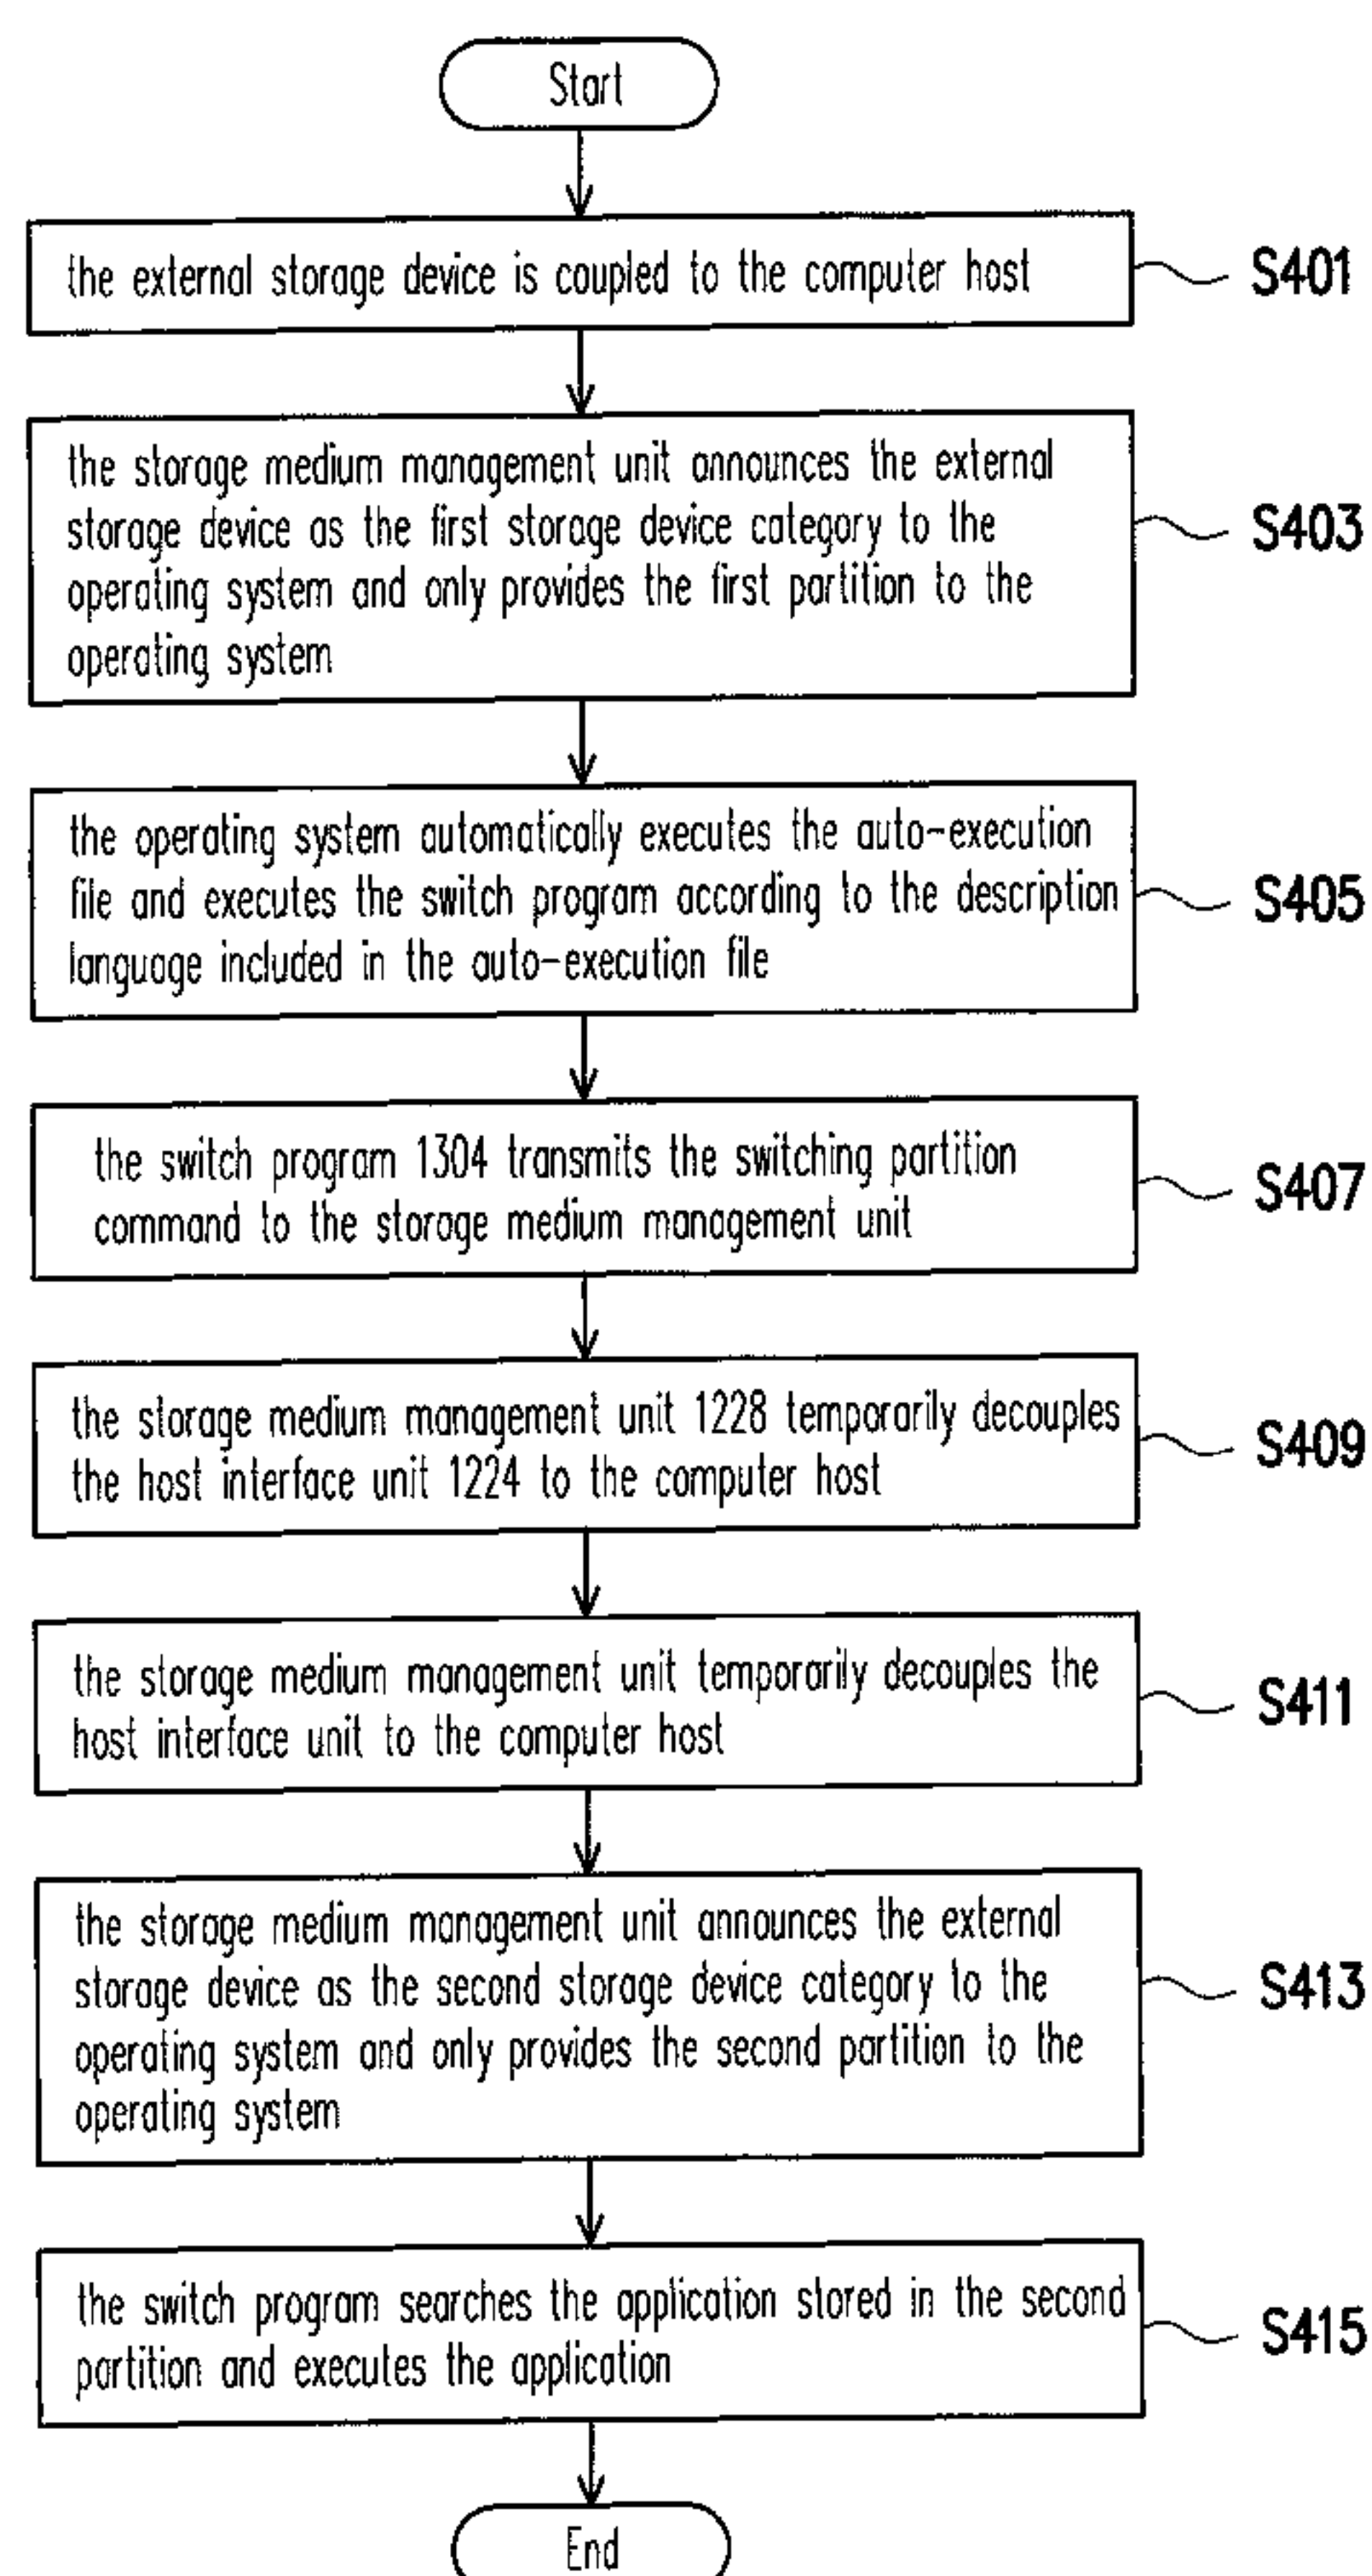 Start
the external storage device is coupled to the computer host
S401
the storage medium management unit announces the external
storage device as the first storage device category to the
operating system and only provides the first partition to the
operating system
S403
the operating system automatically executes the auto-execution
file and executes the switch program according to the description
language included in the auto-execution file
S405
the switch program 1304 transmits the switching partition
command to the storage medium management unit
S407
the storage medium management unit 1228 temporarily decouples
the host interface unit 1224 to the computer host
S409
the storage medium management unit temporarily decouples the
host interface unit to the computer host
S411
the storage medium management unit announces the external
storage device as the second storage device category to the
operating system and only provides the second partition to the
operating system
S413
the switch program searches the application stored in the second
partition and executes the application
S415
End